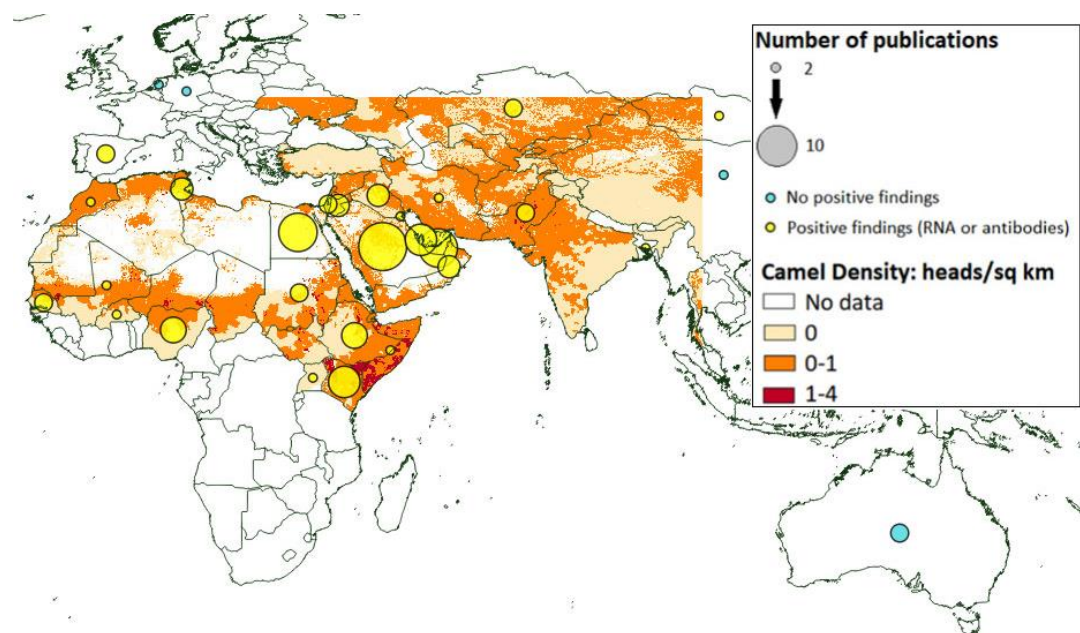 Number of publications
2
10
No positive findings
Positive findings (RNA or antibodies)
Camel Density: heads/sq km
No data
0
0-1
1-4